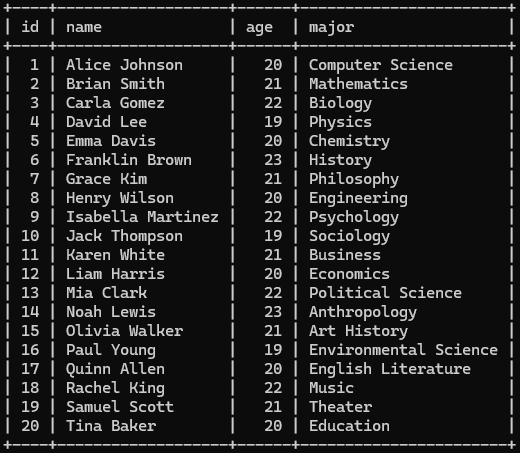 +----+-------------------+------+-----------------------+
| id | name              | age  | major                 |
+----+-------------------+------+-----------------------+
|  1 | Alice Johnson     |   20 | Computer Science      |
|  2 | Brian Smith       |   21 | Mathematics           |
|  3 | Carla Gomez       |   22 | Biology               |
|  4 | David Lee         |   19 | Physics               |
|  5 | Emma Davis        |   20 | Chemistry             |
|  6 | Franklin Brown    |   23 | History               |
|  7 | Grace Kim         |   21 | Philosophy            |
|  8 | Henry Wilson      |   20 | Engineering           |
|  9 | Isabella Martinez |   22 | Psychology            |
| 10 | Jack Thompson     |   19 | Sociology             |
| 11 | Karen White       |   21 | Business              |
| 12 | Liam Harris       |   20 | Economics             |
| 13 | Mia Clark         |   22 | Political Science     |
| 14 | Noah Lewis        |   23 | Anthropology          |
| 15 | Olivia Walker     |   21 | Art History           |
| 16 | Paul Young        |   19 | Environmental Science |
| 17 | Quinn Allen       |   20 | English Literature    |
| 18 | Rachel King       |   22 | Music                 |
| 19 | Samuel Scott      |   21 | Theater               |
| 20 | Tina Baker        |   20 | Education             |
+----+-------------------+------+-----------------------+